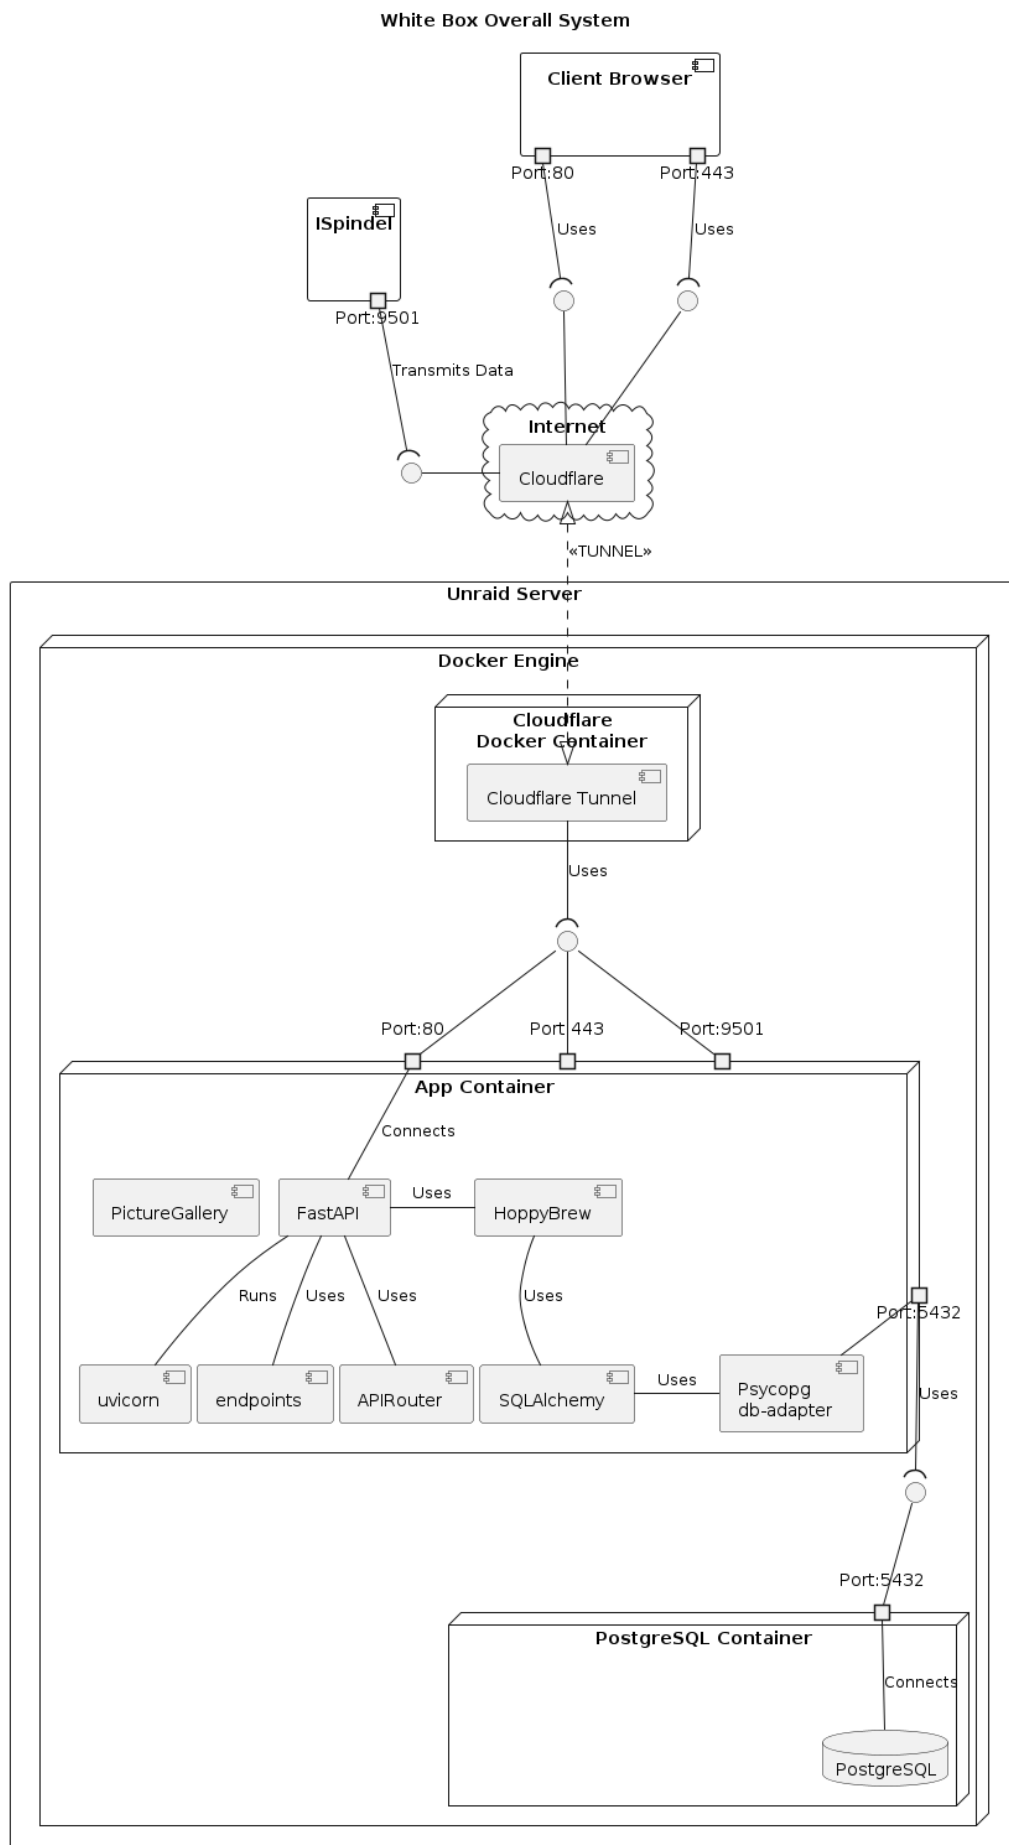 White Box Overall System
Client Browser
Port:80
Port:443
ISpindel
Uses
Uses
Port:9501
Transmits Data
Internet
Cloudflare
«TUNNEL»
Unraid Server
Docker Engine
Cloudflare
Docker Container
Cloudflare Tunnel
Uses
Port:80
Port:443
Port:9501
App Container
Connects
PictureGallery
FastAPI
Uses
HoppyBrew
Runs
Uses
Uses
Uses
Port:5432
uvicorn
endpoints
APIRouter
SQLAlchemy
Uses
Psycopg
db-adapter
Uses
Port:5432
PostgreSQL Container
Connects
PostgreSQL